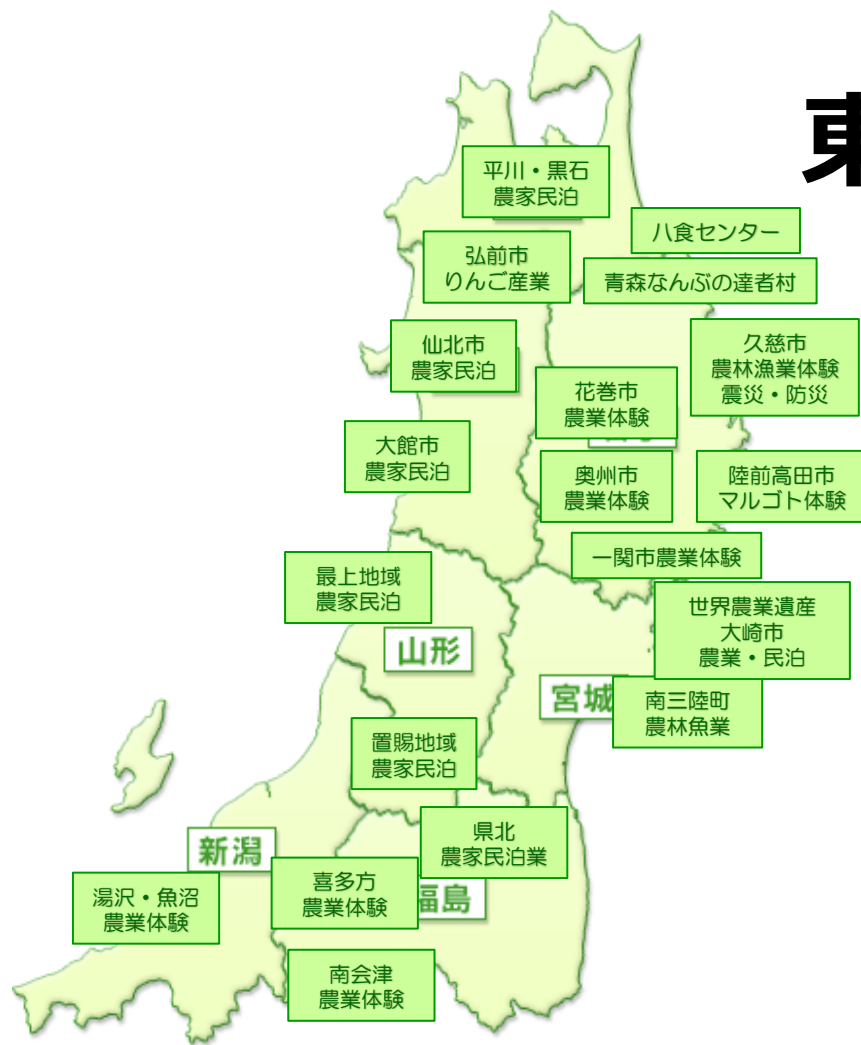 東
平川・黒石
農家民泊
八食センター
弘前市
りんご産業
青森なんぶの達者村
仙北市
農家民泊
久慈市
農林漁業体験
震災・防災
花巻市
農業体験
大館市
農家民泊
奥州市
農業体験
陸前高田市
マルゴト体験
一関市農業体験
最上地域
農家民泊
世界農業遺産
大崎市
農業・民泊
山形
宮城
南三陸町
農林魚業
置賜地域
農家民泊
県北
農家民泊業
新潟
喜多方
農業体験
福島
湯沢・魚沼
農業体験
南会津
農業体験